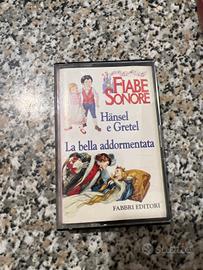 FIABE
SONORE
Hänsel
e Gretel
La bella addormentata
FABBRI EDITORI